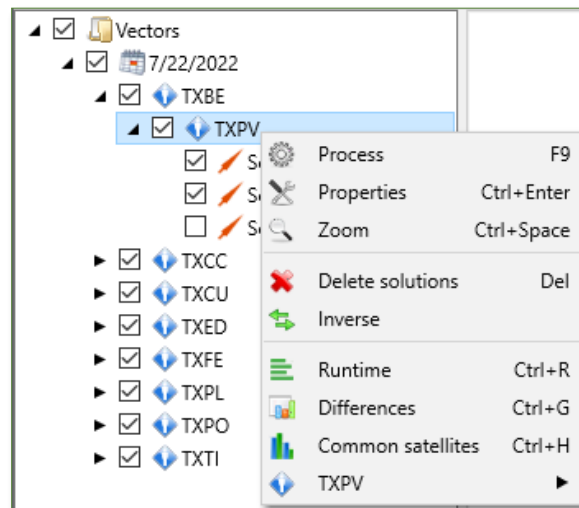 Vectors
7/22/2022
TXBE
TXPV
Process F9
Properties Ctrl+Enter
Zoom Ctrl+Space
Delete solutions Del
Inverse
Runtime Ctrl+R
Differences Ctrl+G
Common satellites Ctrl+H
TXPV
TXCC
TXCU
TXED
TXFE
TXPL
TXPO
TXTI